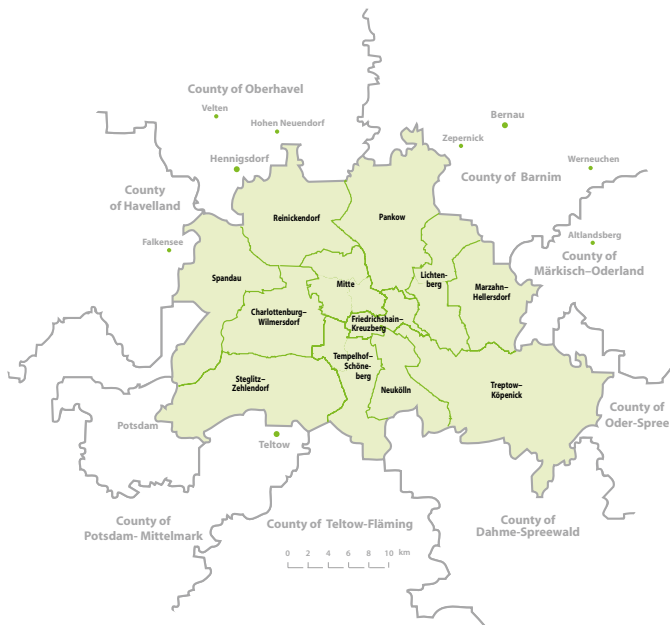 County of Oberhavel
Velten
Hohen Neuendorf
Bernau
Zepernick
Hennigsdorf
Werneuchen
County
of Havelland
County of Barnim
Reinickendorf
Pankow
Falkensee
Altlandsberg
County of
Märkisch–Oderland
Spandau
Mitte
Lichten-
berg
Marzahn–
Hellersdorf
Charlottenburg–
Wilmersdorf
Friedrichshain–
Kreuzberg
Tempelhof–
Schöne-
berg
Steglitz–
Zehlendorf
Neukölln
Treptow–
Köpenick
Potsdam
Teltow
County of
Oder-Spree
County of
Potsdam- Mittelmark
County of Teltow-Fläming
County of
Dahme-Spreewald
0 2 4 6 8 10 km